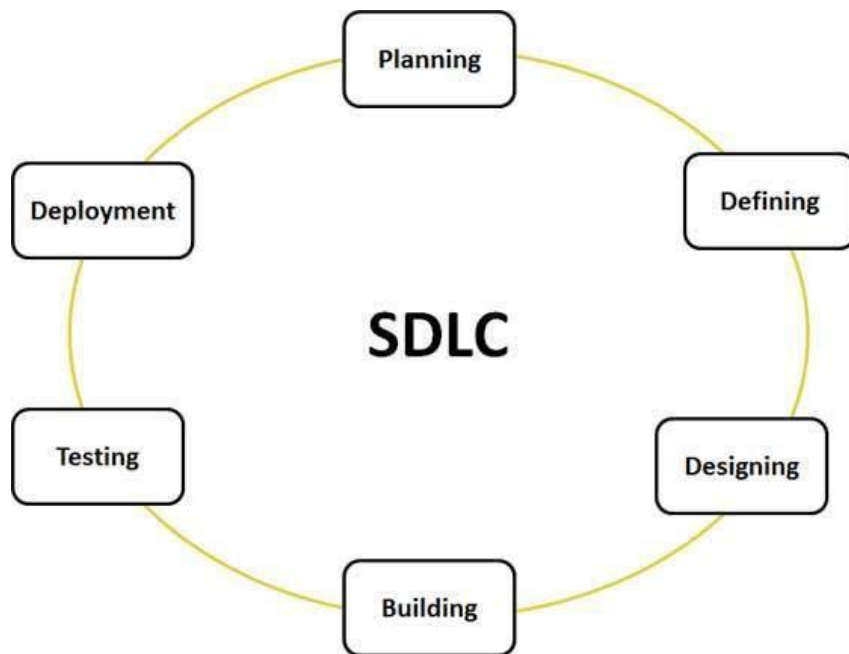 Planning
Defining
Designing
Building
Testing
Deployment
SDLC